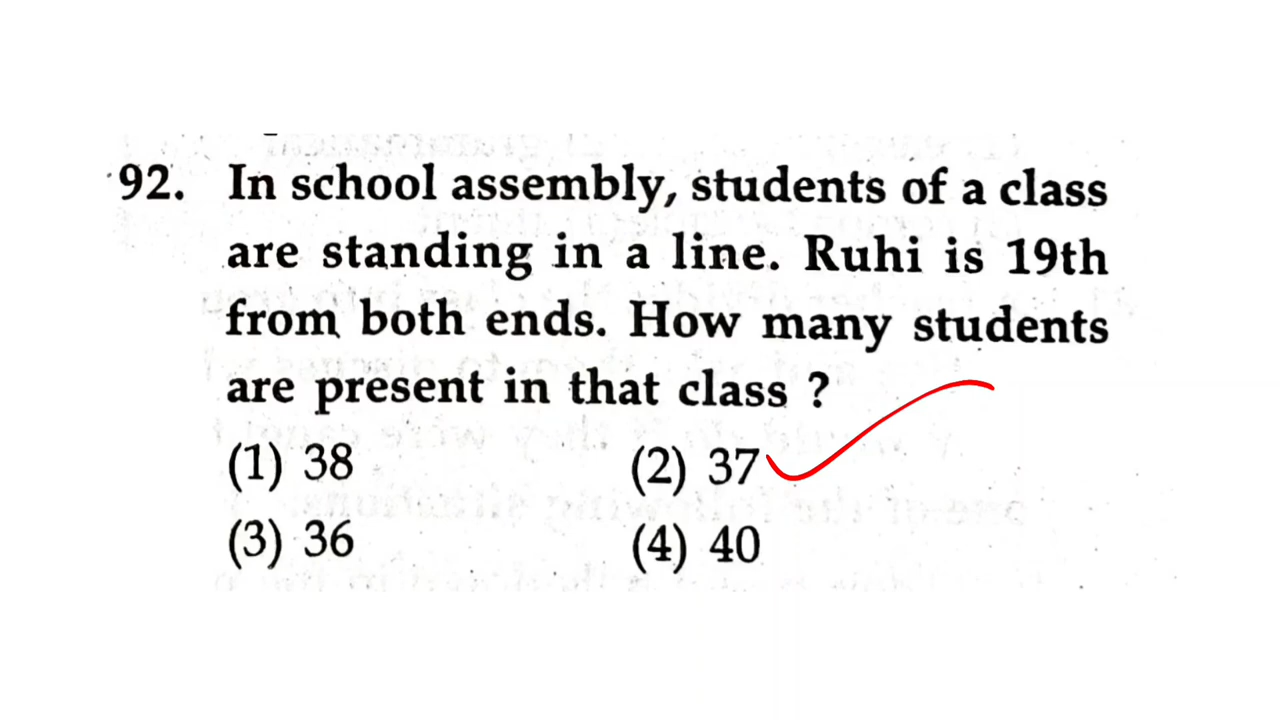 92. In school assembly, students of a class
are standing in a line. Ruhi is 19th
from both ends. How many students
are present in that class ?
(1) 38 (2) 37
(3) 36 (4) 40